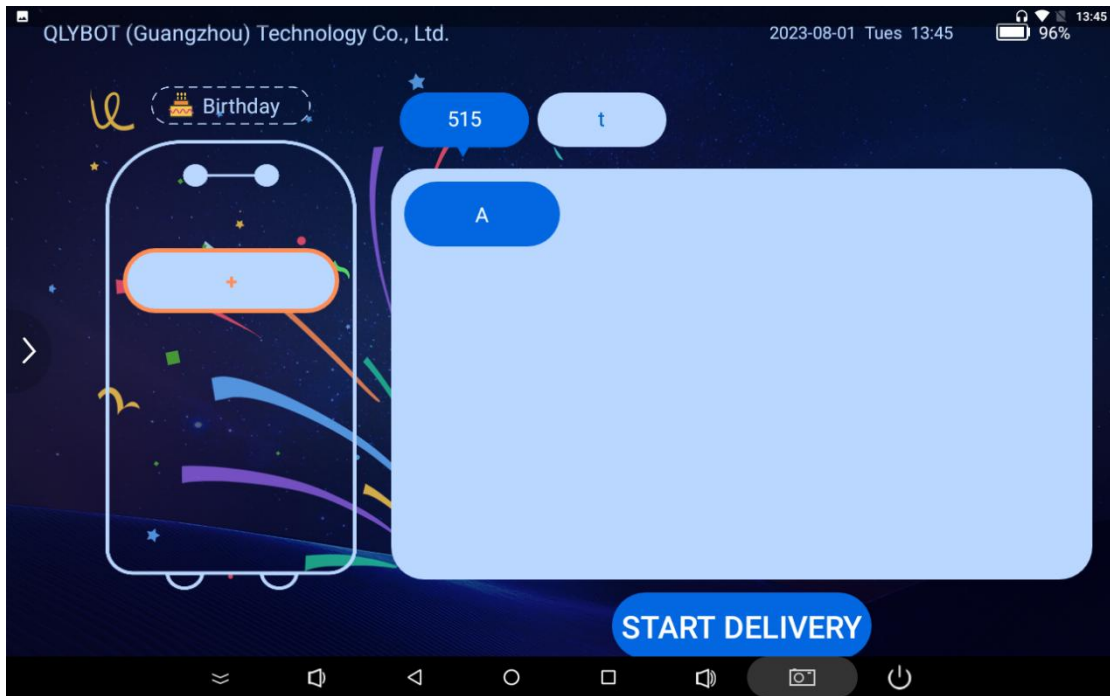 13:45
QLYBOT (Guangzhou) Technology Co., Ltd.
2023-08-01 Tues 13:45
96%
Birthday
515
t
A
+
START DELIVERY